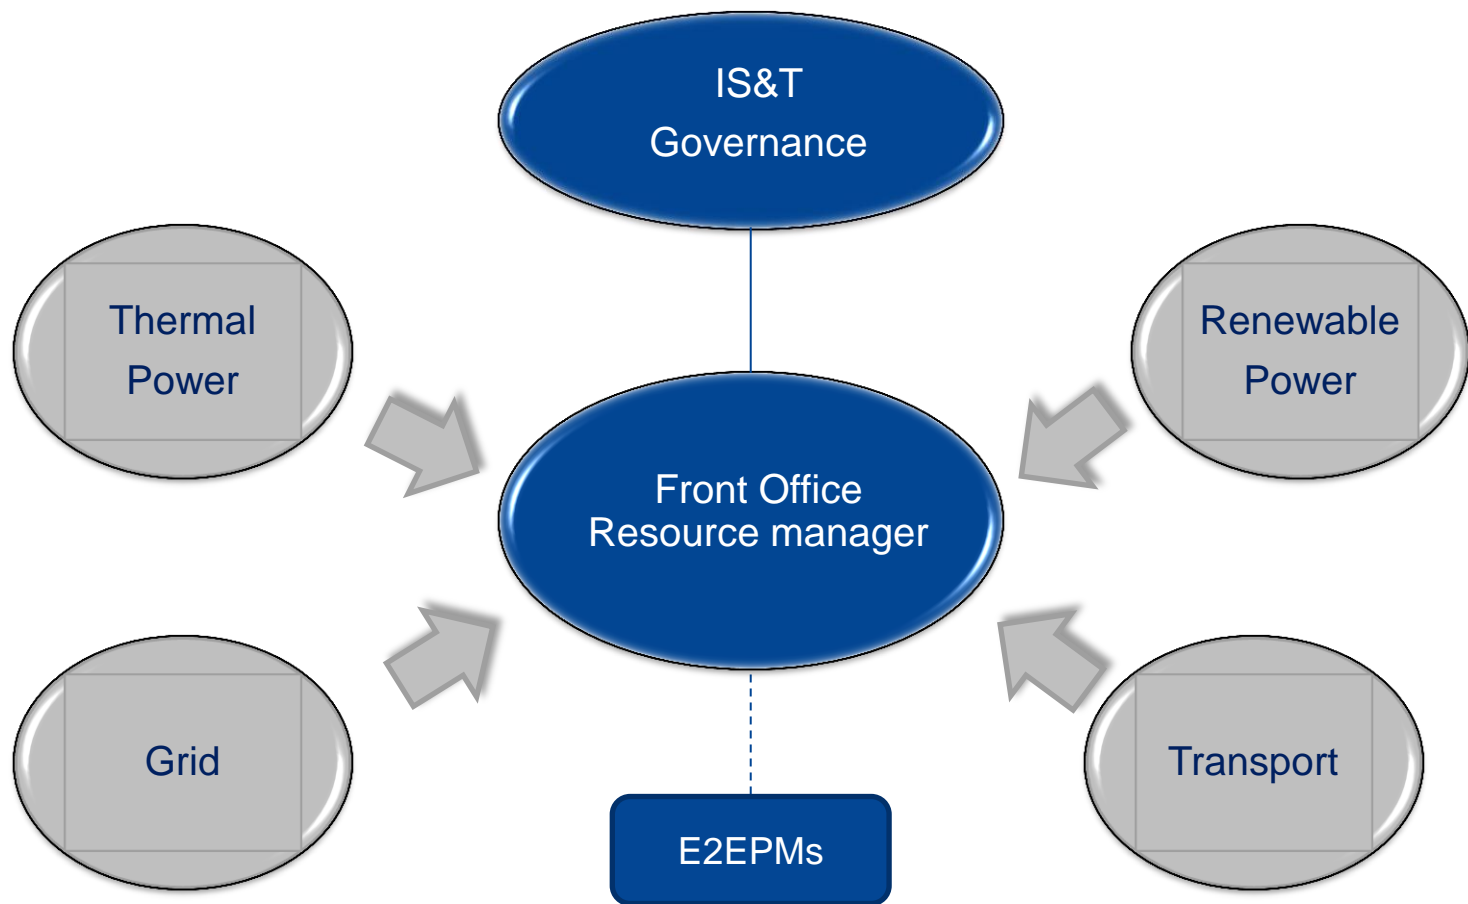 IS&T
Governance
Thermal
Power
Renewable
Power
Front Office
Resource manager
Grid
Transport
E2EPMs